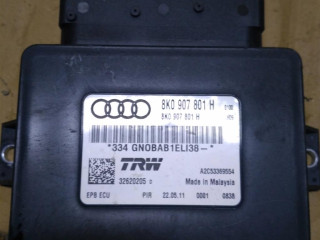 8K0 907 801 H
8K0 907 801 H
*334 GNOBAB1ELI38-*
TRW
A2C53369554
32620205 c
Made in Malaysia
EPB ECU PIR 22.05.11 0001 0838